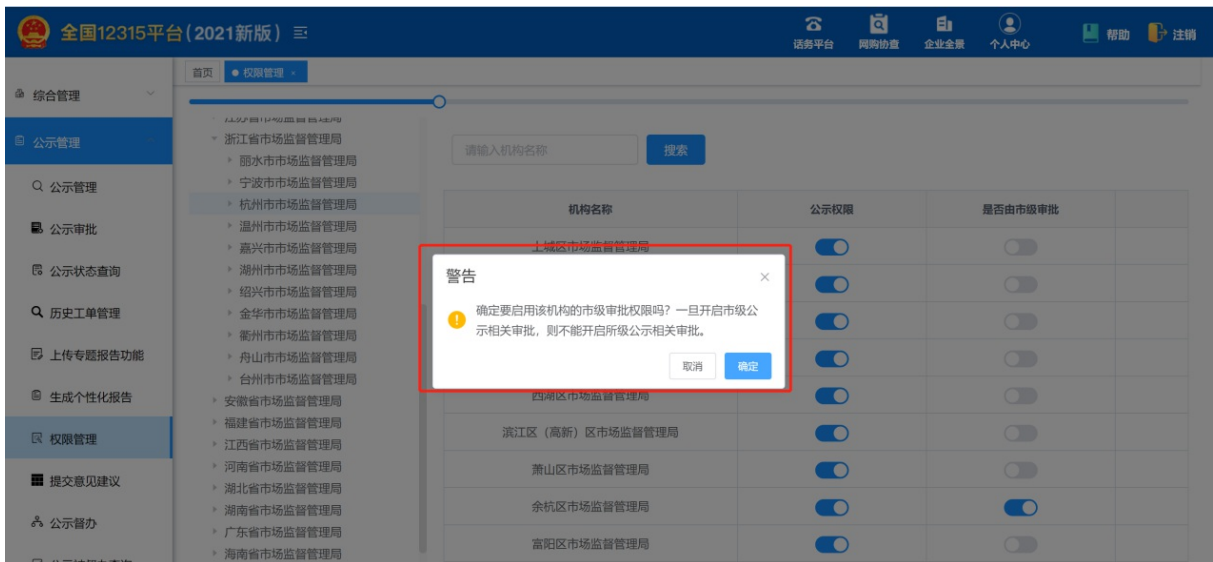 全国12315平台(2021新版)
话务平台
网购协查
企业全景
个人中心
帮助
注销
首页
权限管理 ×
综合管理
公示管理
公示管理
公示审批
公示状态查询
历史工单管理
上传专题报告功能
生成个性化报告
权限管理
提交意见建议
公示督办
江苏省市场监督管理局
浙江省市场监督管理局
丽水市市场监督管理局
宁波市市场监督管理局
杭州市市场监督管理局
温州市市场监督管理局
嘉兴市市场监督管理局
湖州市市场监督管理局
绍兴市市场监督管理局
金华市市场监督管理局
衢州市市场监督管理局
舟山市市场监督管理局
台州市市场监督管理局
安徽省市场监督管理局
福建省市场监督管理局
江西省市场监督管理局
河南省市场监督管理局
湖北省市场监督管理局
湖南省市场监督管理局
广东省市场监督管理局
海南省市场监督管理局
请输入机构名称
搜索
机构名称 公示权限 是否由市级审批
上城区市场监督管理局
警告
确定要启用该机构的市级审批权限吗？一旦开启市级公
示相关审批，则不能开启所级公示相关审批。
取消
确定
西湖区市场监督管理局
滨江区（高新）区市场监督管理局
萧山区市场监督管理局
余杭区市场监督管理局
富阳区市场监督管理局